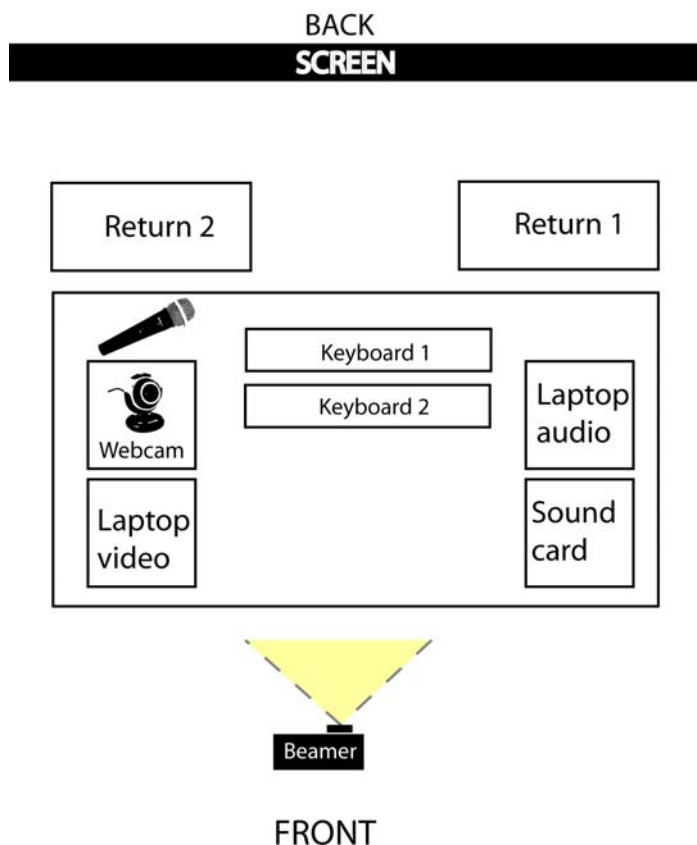 BACK
SCREEN
Return 2
Return 1
Keyboard 1
Keyboard 2
Webcam
Laptop
audio
Laptop
video
Sound
card
Beamer
FRONT